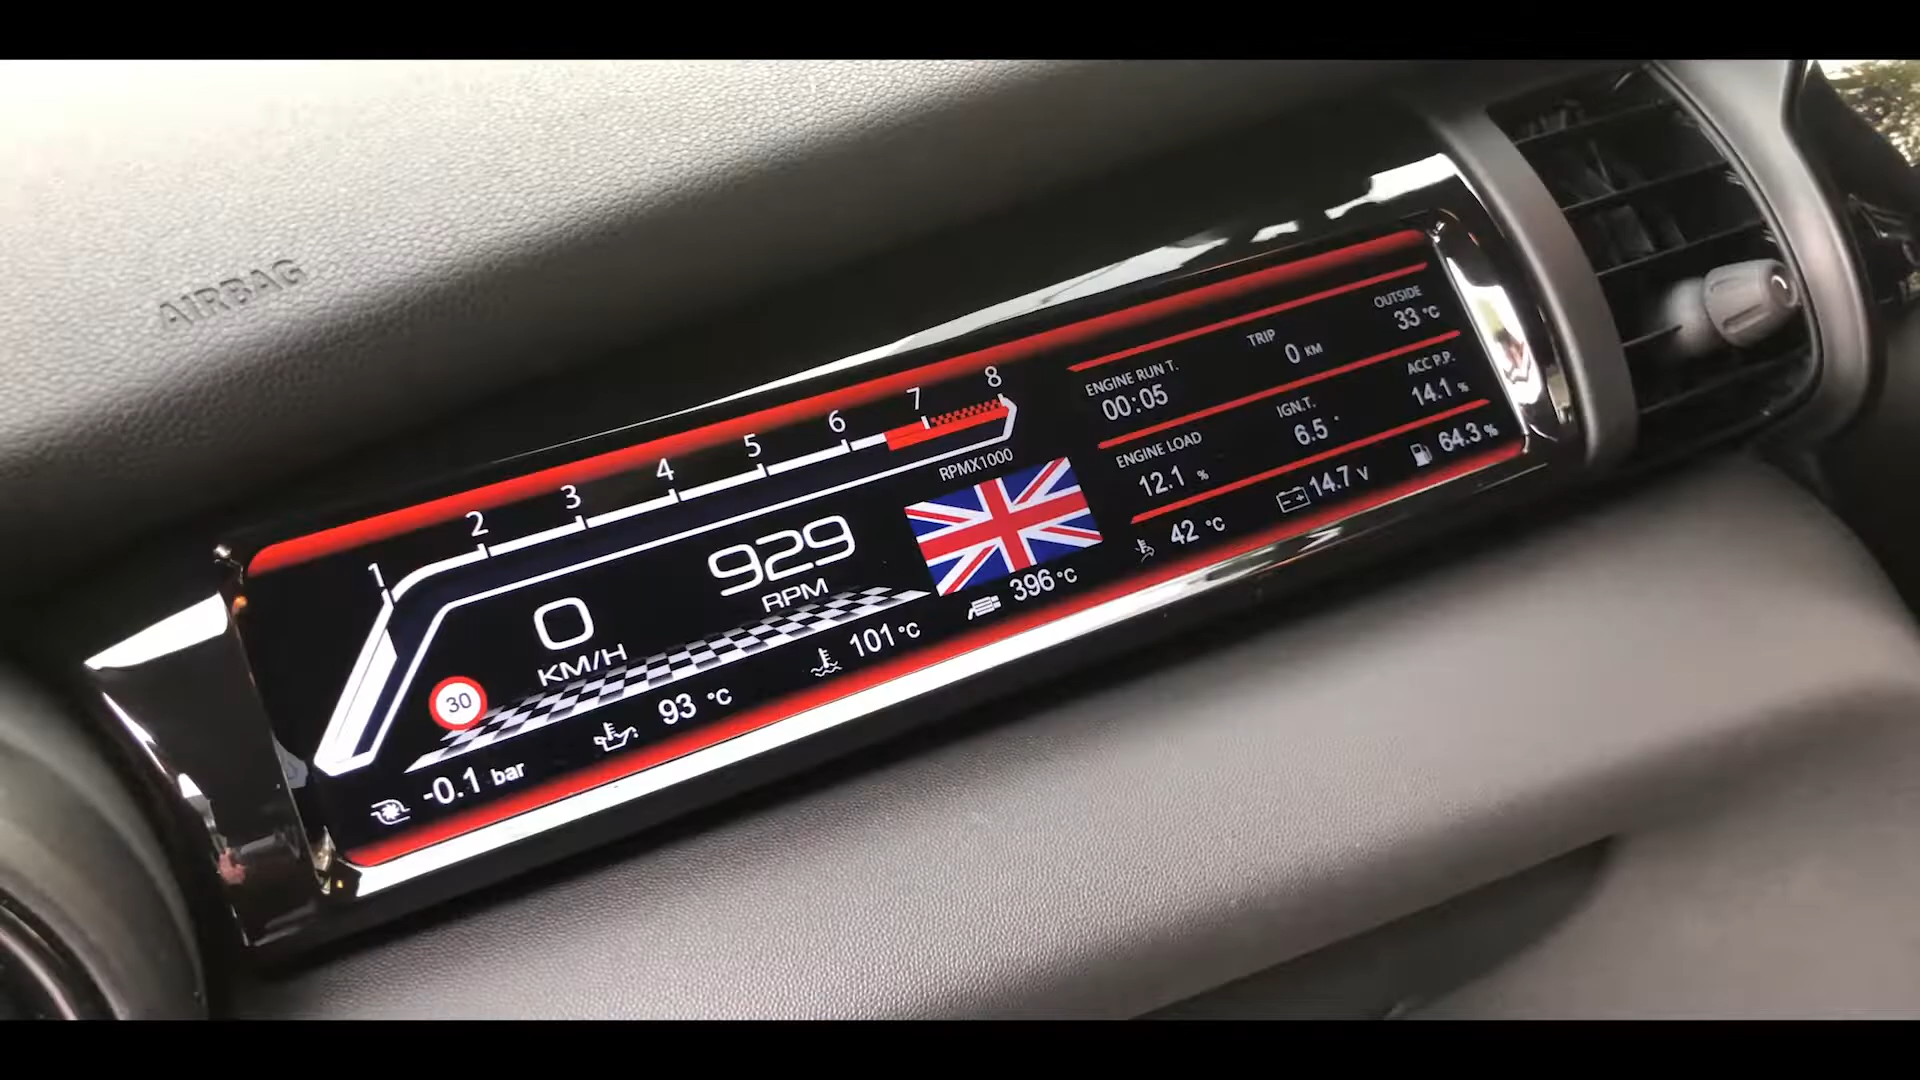 AIRBAG
1 2 3 4 5 6 7 8
RPMX1000
929
RPM
0
KM/H
30
-0.1 bar
93 °C
101 °C
396 °C
ENGINE RUN T.
00:05
TRIP
0 KM
OUTSIDE
33 °C
ENGINE LOAD
12.1 %
IGN.T.
6.5 °
ACC P.P.
14.1 %
42 °C
14.7 V
64.3 %